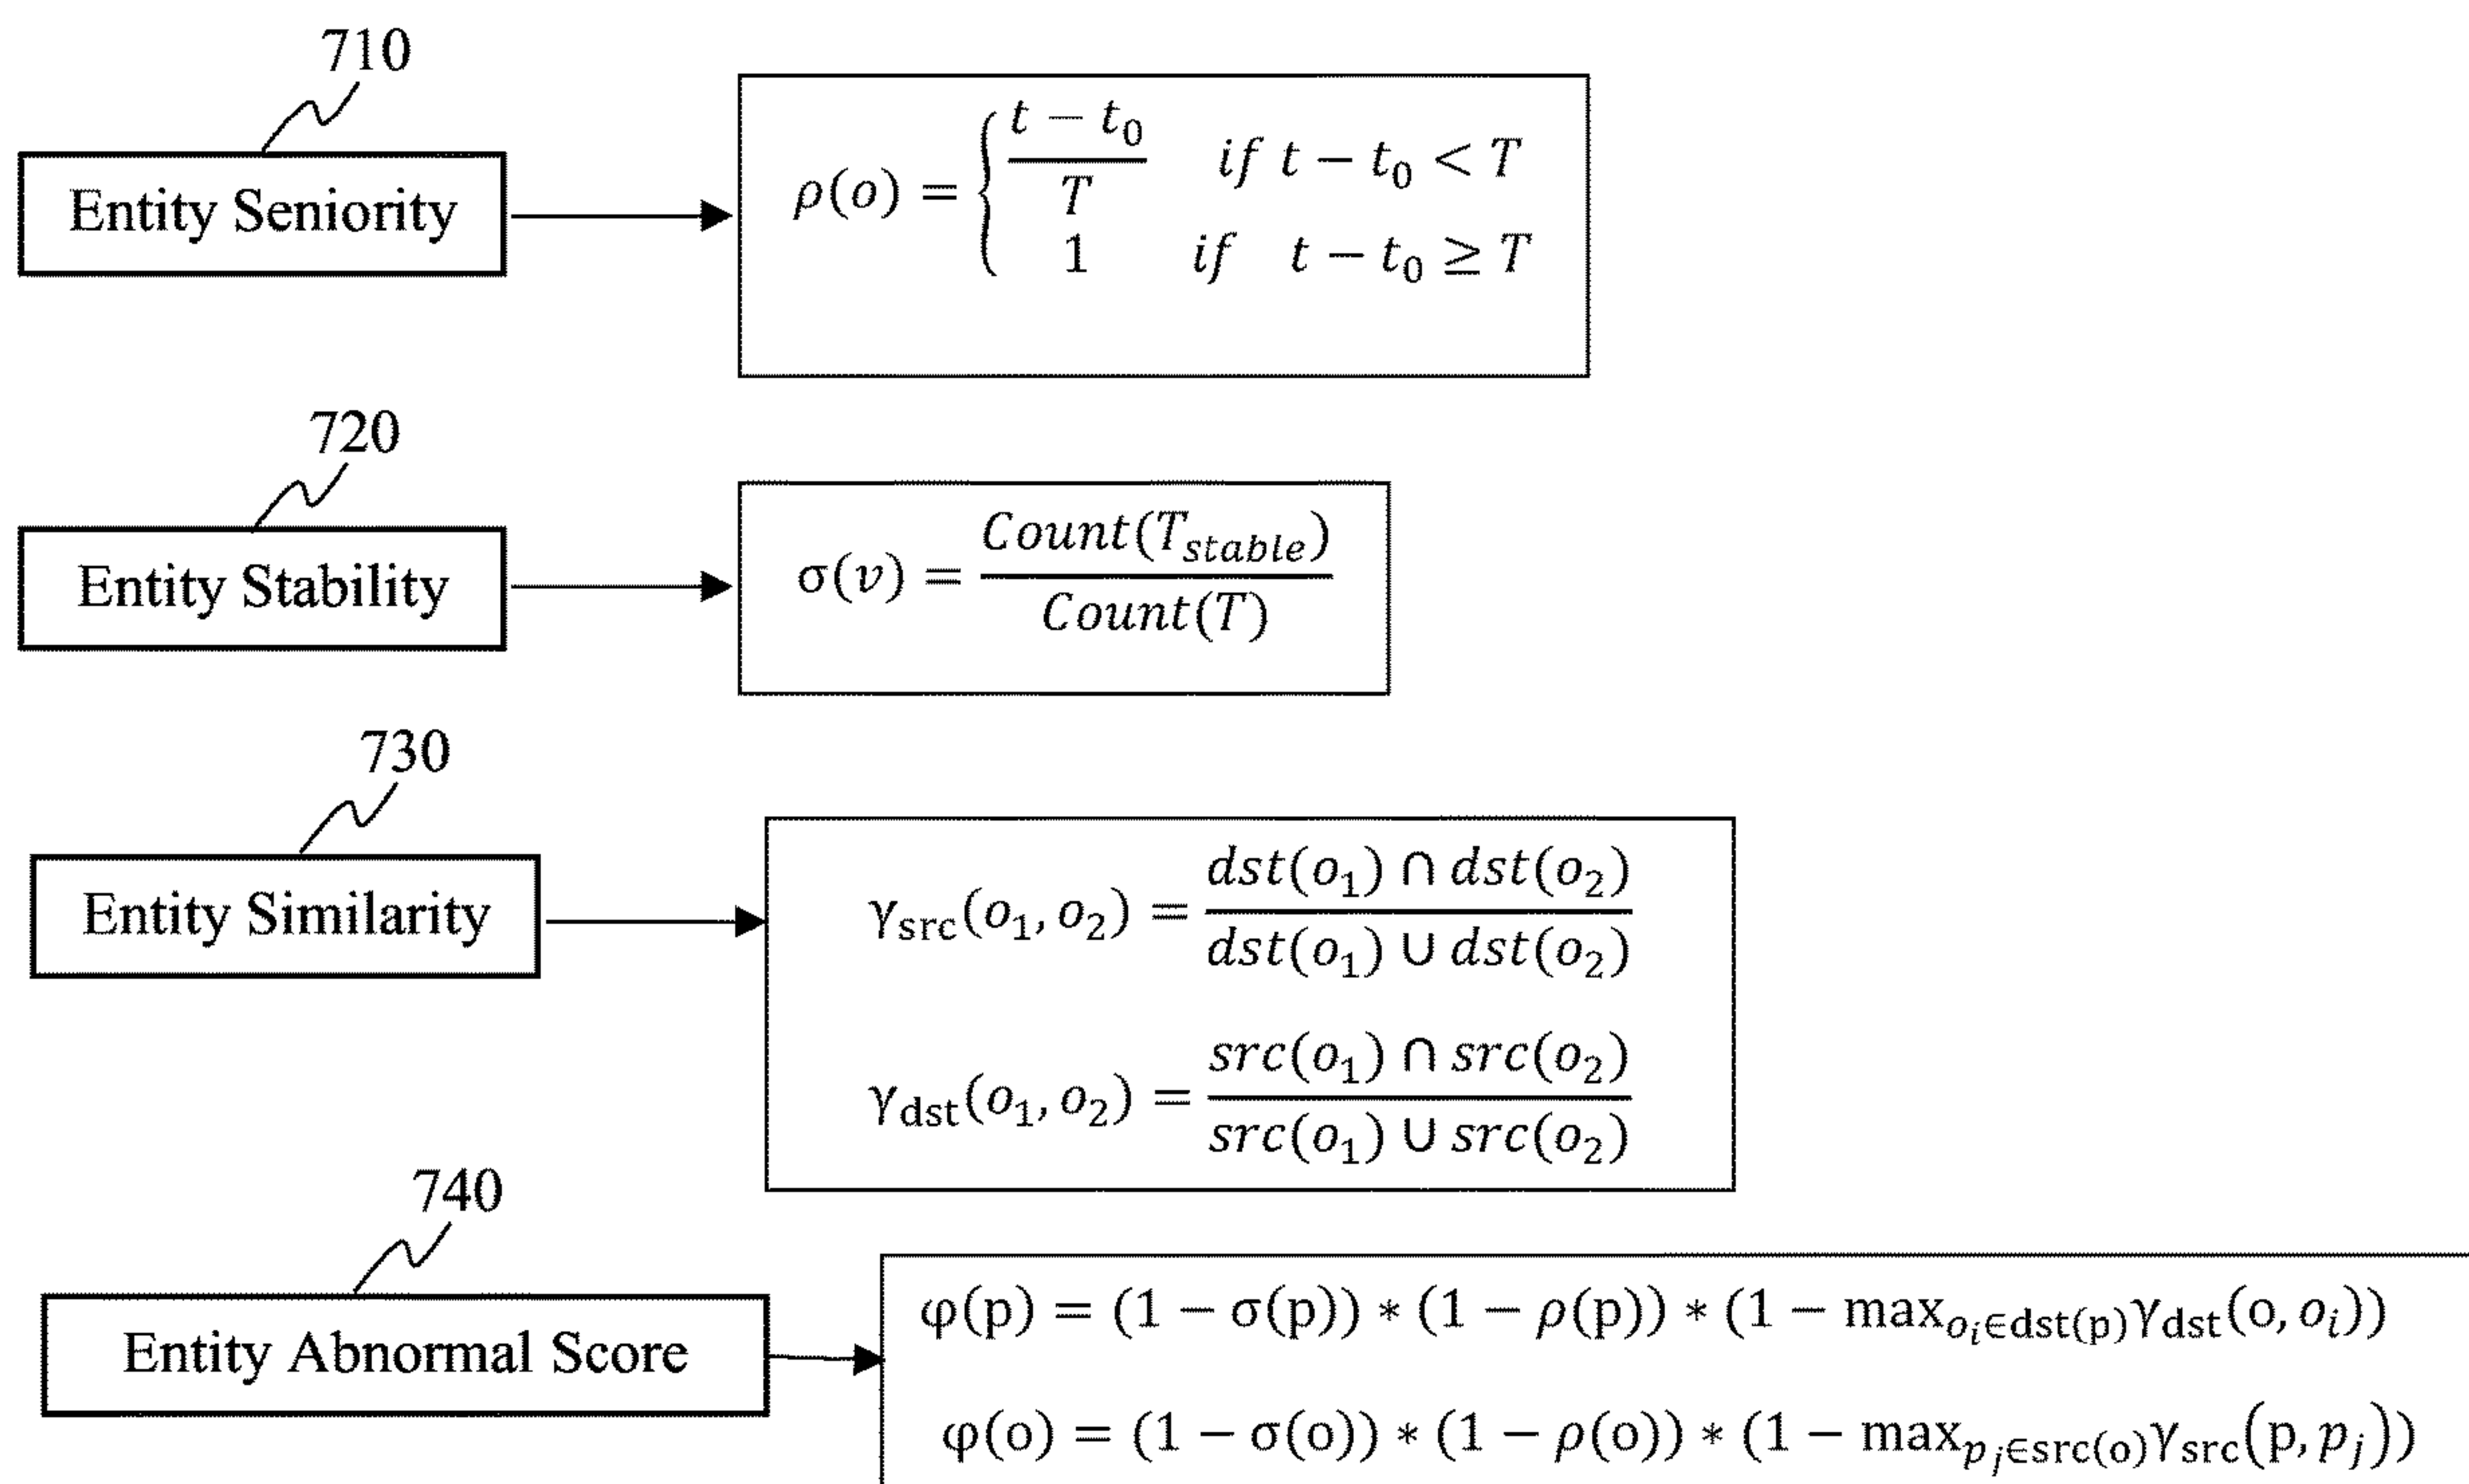 710
Entity Seniority
ρ(o) = { (t − t₀)/T if t − t₀ < T
1 if t − t₀ ≥ T
720
Entity Stability
σ(v) = Count(T_stable)/Count(T)
730
Entity Similarity
γ_src(o₁, o₂) = dst(o₁) ∩ dst(o₂) / dst(o₁) ∪ dst(o₂)
γ_dst(o₁, o₂) = src(o₁) ∩ src(o₂) / src(o₁) ∪ src(o₂)
740
Entity Abnormal Score
φ(p) = (1 − σ(p)) * (1 − ρ(p)) * (1 − max_{o_i∈dst(p)} γ_dst(o, o_i))
φ(o) = (1 − σ(o)) * (1 − ρ(o)) * (1 − max_{p_j∈src(o)} γ_src(p, p_j))